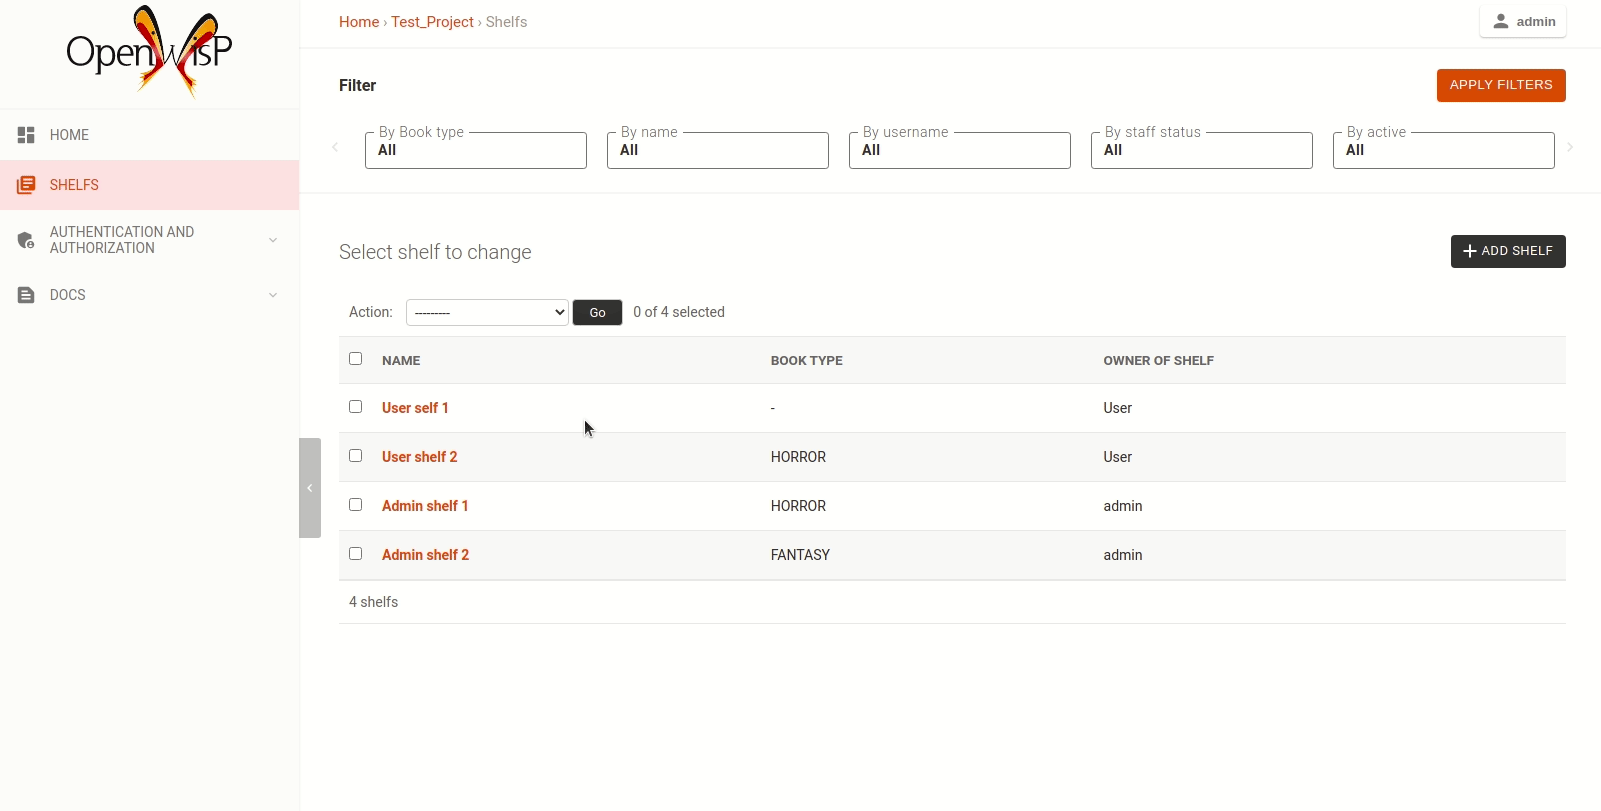 OpenWISP
Home › Test_Project › Shelfs
admin
HOME
SHELFS
AUTHENTICATION AND
AUTHORIZATION
DOCS
Filter
APPLY FILTERS
By Book type
All
By name
All
By username
All
By staff status
All
By active
All
Select shelf to change
ADD SHELF
Action: --------- Go 0 of 4 selected
NAME BOOK TYPE OWNER OF SHELF
User self 1 - User
User shelf 2 HORROR User
Admin shelf 1 HORROR admin
Admin shelf 2 FANTASY admin
4 shelfs